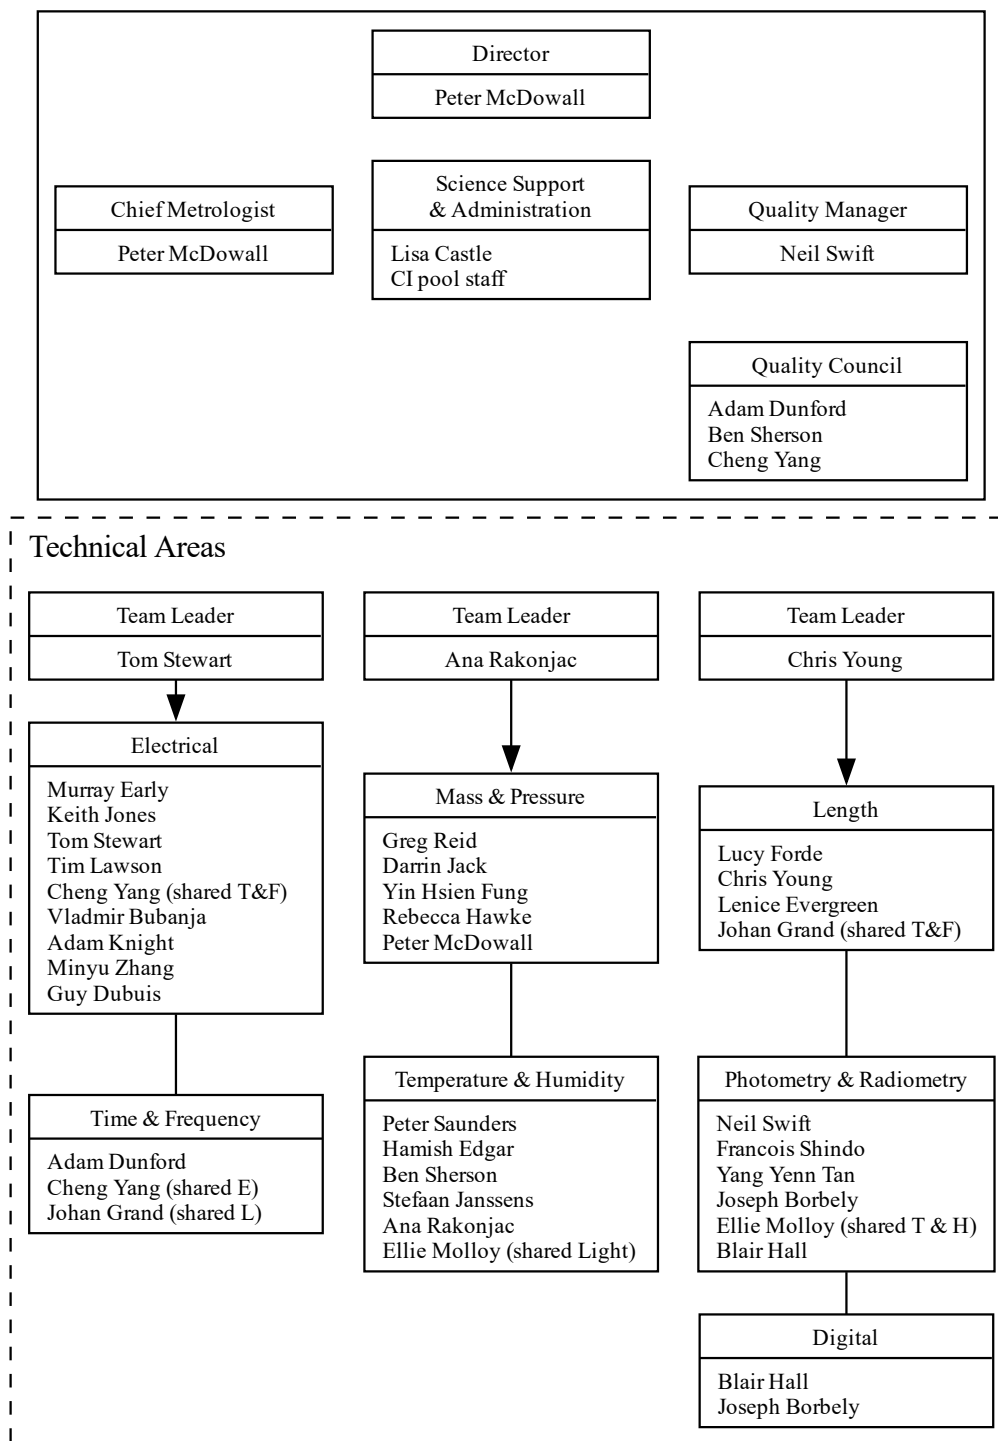 Director
Peter McDowall
Chief Metrologist
Peter McDowall
Science Support
& Administration
Lisa Castle
CI pool staff
Quality Manager
Neil Swift
Quality Council
Adam Dunford
Ben Sherson
Cheng Yang
Technical Areas
Team Leader
Tom Stewart
Electrical
Murray Early
Keith Jones
Tom Stewart
Tim Lawson
Cheng Yang (shared T&F)
Vladmir Bubanja
Adam Knight
Minyu Zhang
Guy Dubuis
Time & Frequency
Adam Dunford
Cheng Yang (shared E)
Johan Grand (shared L)
Team Leader
Ana Rakonjac
Mass & Pressure
Greg Reid
Darrin Jack
Yin Hsien Fung
Rebecca Hawke
Peter McDowall
Temperature & Humidity
Peter Saunders
Hamish Edgar
Ben Sherson
Stefaan Janssens
Ana Rakonjac
Ellie Molloy (shared Light)
Team Leader
Chris Young
Length
Lucy Forde
Chris Young
Lenice Evergreen
Johan Grand (shared T&F)
Photometry & Radiometry
Neil Swift
Francois Shindo
Yang Yenn Tan
Joseph Borbely
Ellie Molloy (shared T & H)
Blair Hall
Digital
Blair Hall
Joseph Borbely